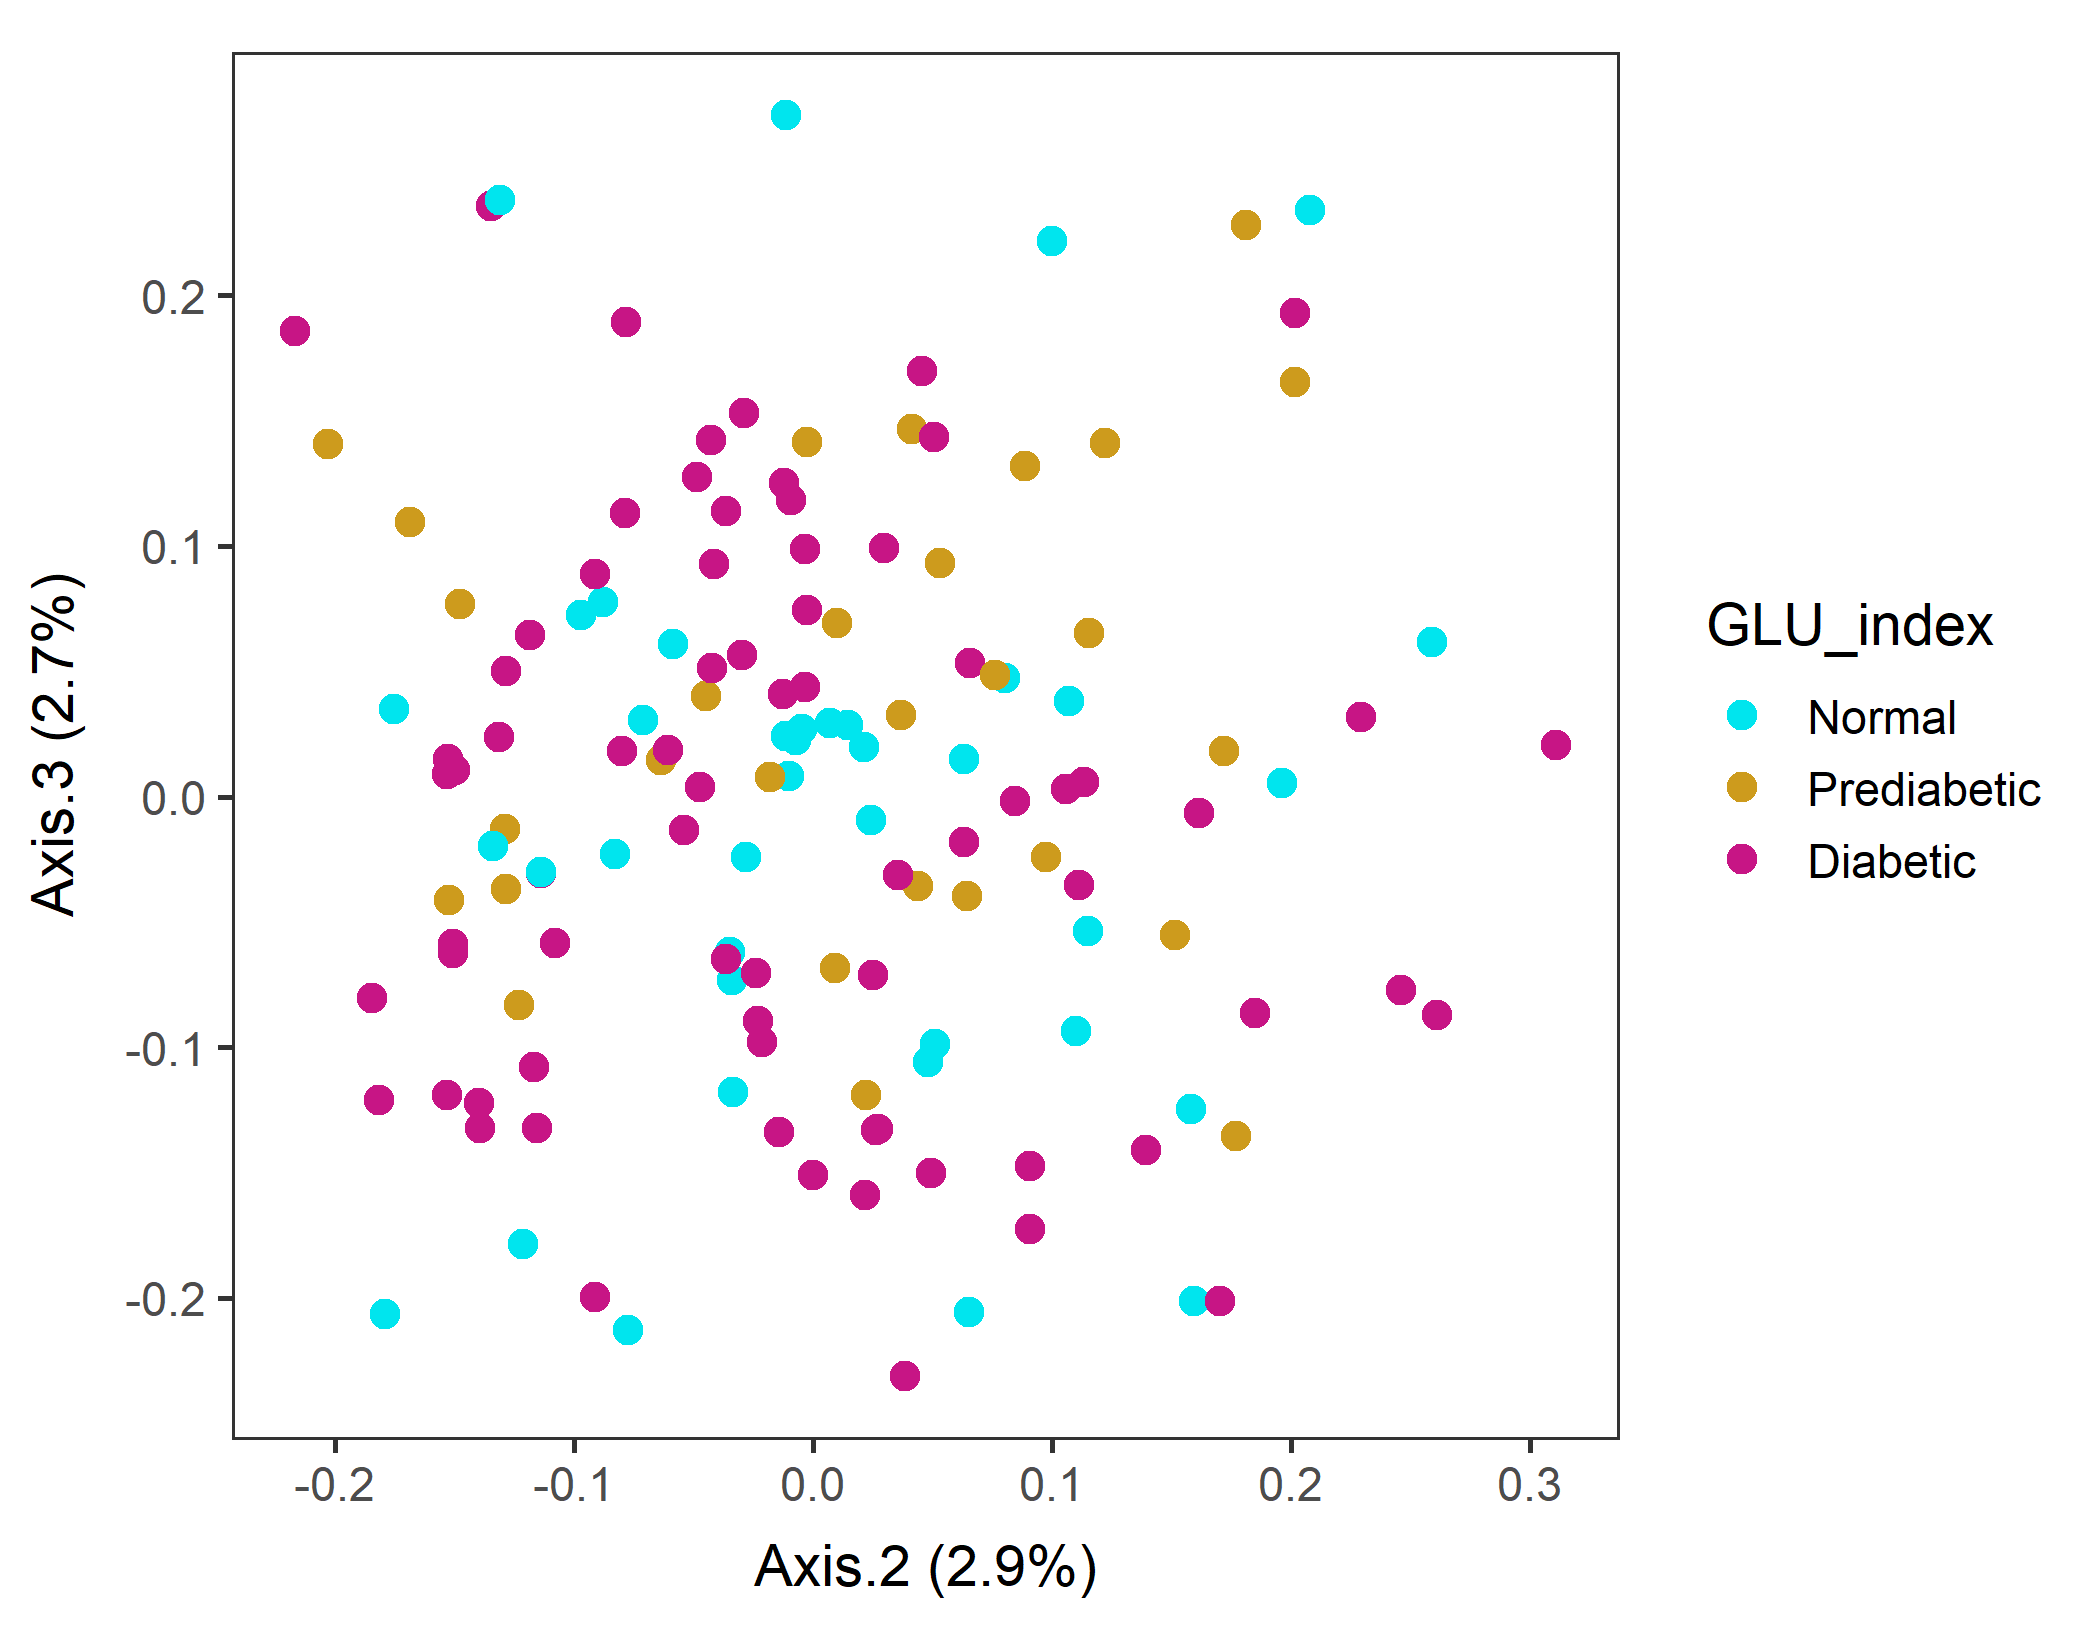 0.2
0.1
0.0
-0.1
-0.2
Axis.3 (2.7%)
-0.2 -0.1 0.0 0.1 0.2 0.3
Axis.2 (2.9%)
GLU_index
Normal
Prediabetic
Diabetic